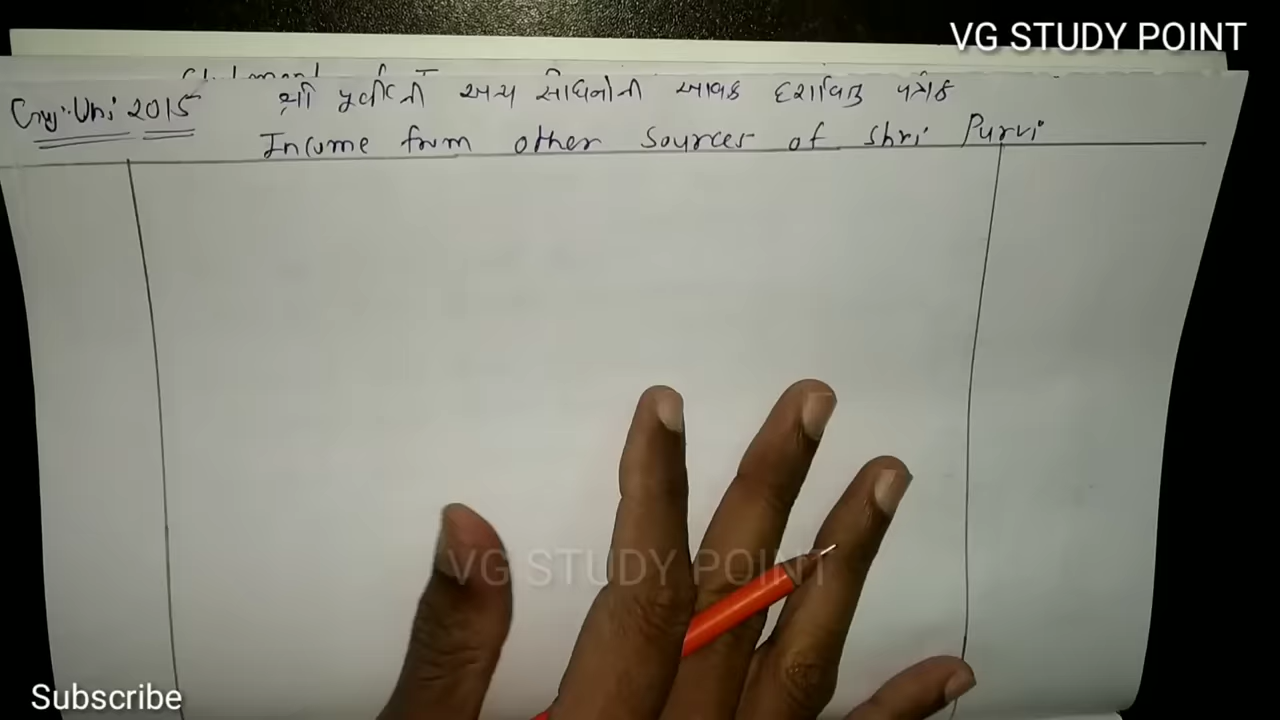 VG STUDY POINT
Guj. Uni 2015
શ્રી પૂર્વીની અન્ય સાધનોની આવક દર્શાવતુ પત્રક
Income from other Sources of Shri Purvi
VG STUDY POINT
Subscribe